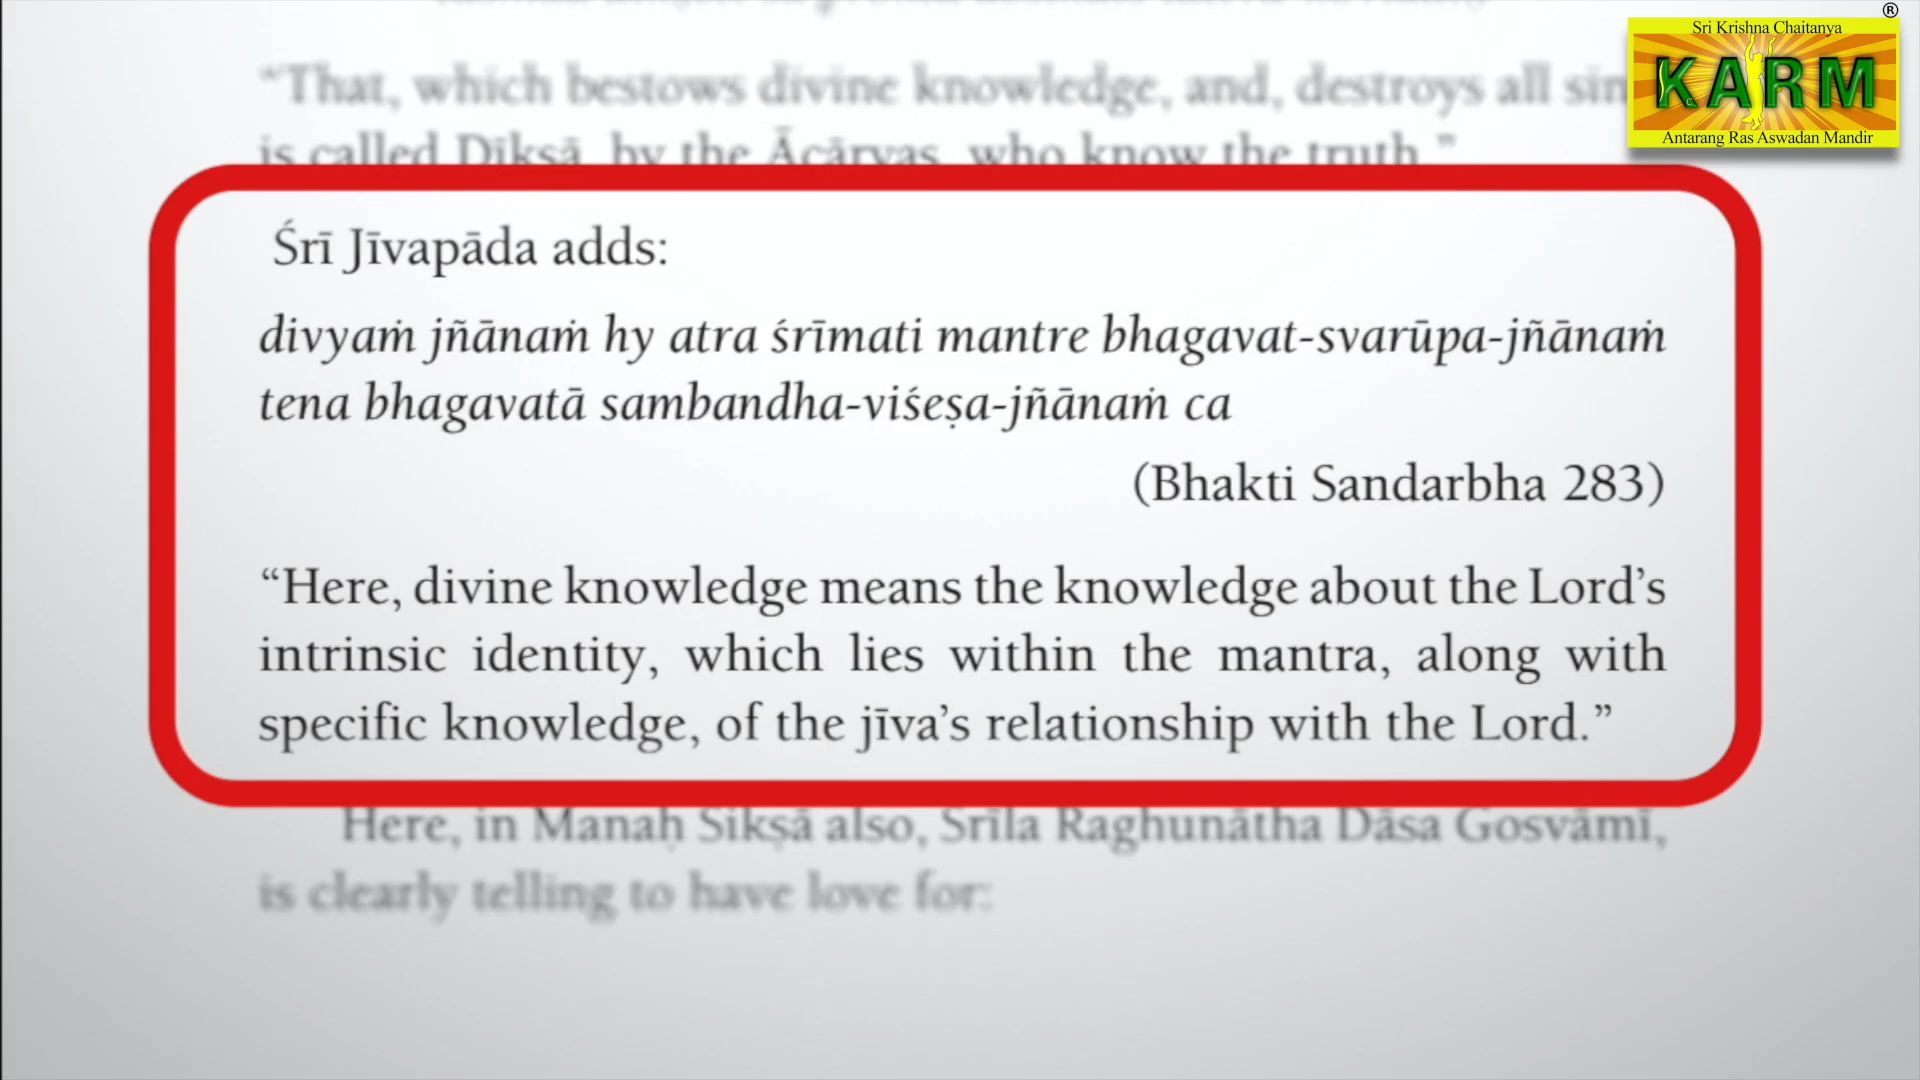 ®
Sri Krishna Chaitanya
KARM
Antarang Ras Aswadan Mandir
“That, which bestows divine knowledge, and, destroys all sin
is called Dīkṣā, by the Ācāryas, who know the truth.”
Śrī Jīvapāda adds:
divyaṁ jñānaṁ hy atra śrīmati mantre bhagavat-svarūpa-jñānaṁ
tena bhagavatā sambandha-viśeṣa-jñānaṁ ca
(Bhakti Sandarbha 283)
“Here, divine knowledge means the knowledge about the Lord’s
intrinsic identity, which lies within the mantra, along with
specific knowledge, of the jīva’s relationship with the Lord.”
Here, in Manaḥ Śikṣā also, Śrīla Raghunātha Dāsa Gosvāmī,
is clearly telling to have love for: